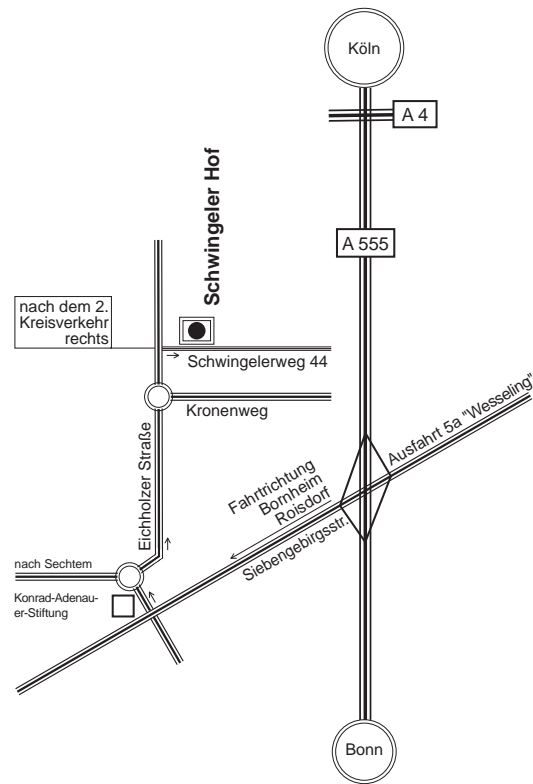 Köln
A 4
A 555
Schwingeler Hof
nach dem 2.
Kreisverkehr
rechts
Schwingelerweg 44
Kronenweg
Eichholzer Straße
Ausfahrt 5a "Wesseling"
Fahrtrichtung
Bornheim
Roisdorf
Siebengebirgsstr.
nach Sechtem
Konrad-Adenau-
er-Stiftung
Bonn